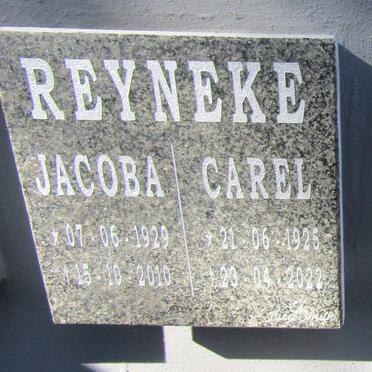 REYNEKE
JACOBA CAREL
* 07 - 06 - 1929 * 21 - 06 - 1925
† 15 - 10 - 2010 † 23 - 04 - 2022